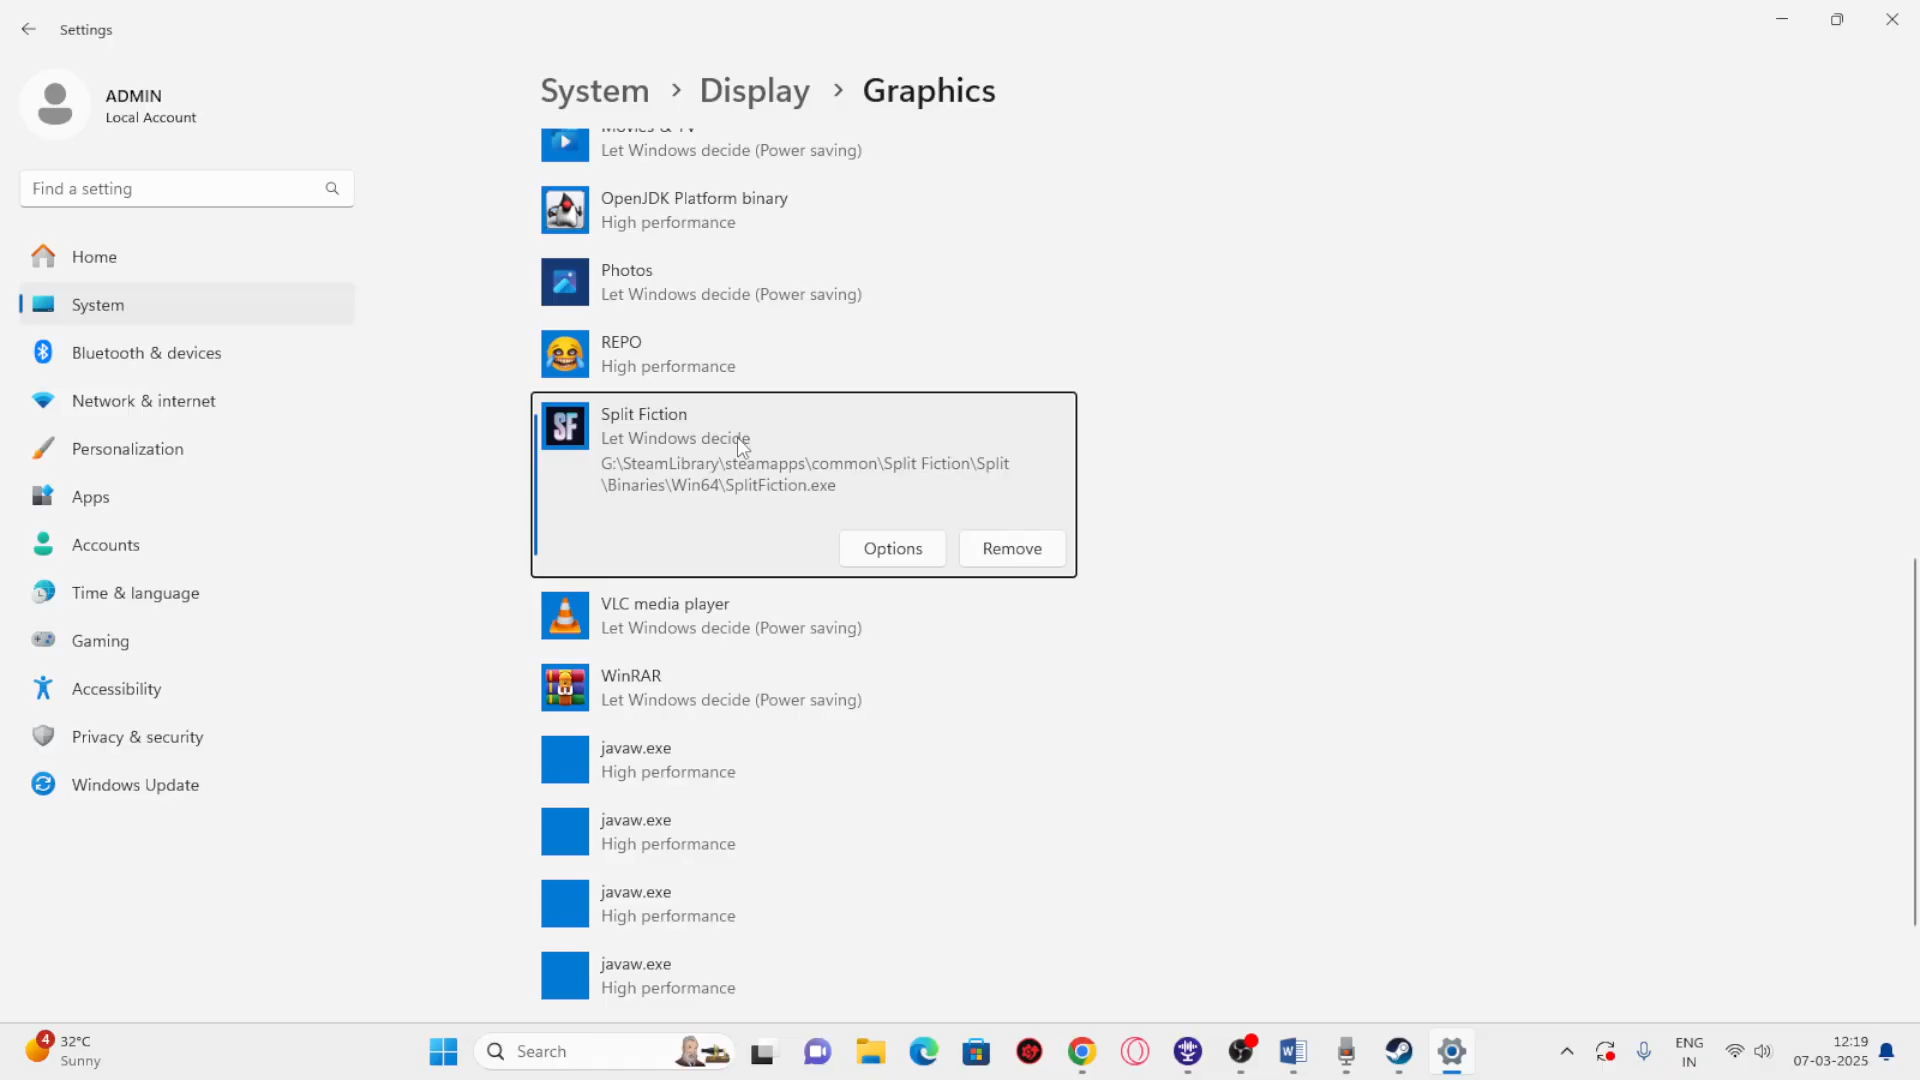 Settings
ADMIN
Local Account
Find a setting
Home
System
Bluetooth & devices
Network & internet
Personalization
Apps
Accounts
Time & language
Gaming
Accessibility
Privacy & security
Windows Update
System > Display > Graphics
Movies & TV
Let Windows decide (Power saving)
OpenJDK Platform binary
High performance
Photos
Let Windows decide (Power saving)
REPO
High performance
SF
Split Fiction
Let Windows decide
G:\SteamLibrary\steamapps\common\Split Fiction\Split
\Binaries\Win64\SplitFiction.exe
Options
Remove
VLC media player
Let Windows decide (Power saving)
WinRAR
Let Windows decide (Power saving)
javaw.exe
High performance
javaw.exe
High performance
javaw.exe
High performance
javaw.exe
High performance
4
32°C
Sunny
Search
ENG
IN
12:19
07-03-2025